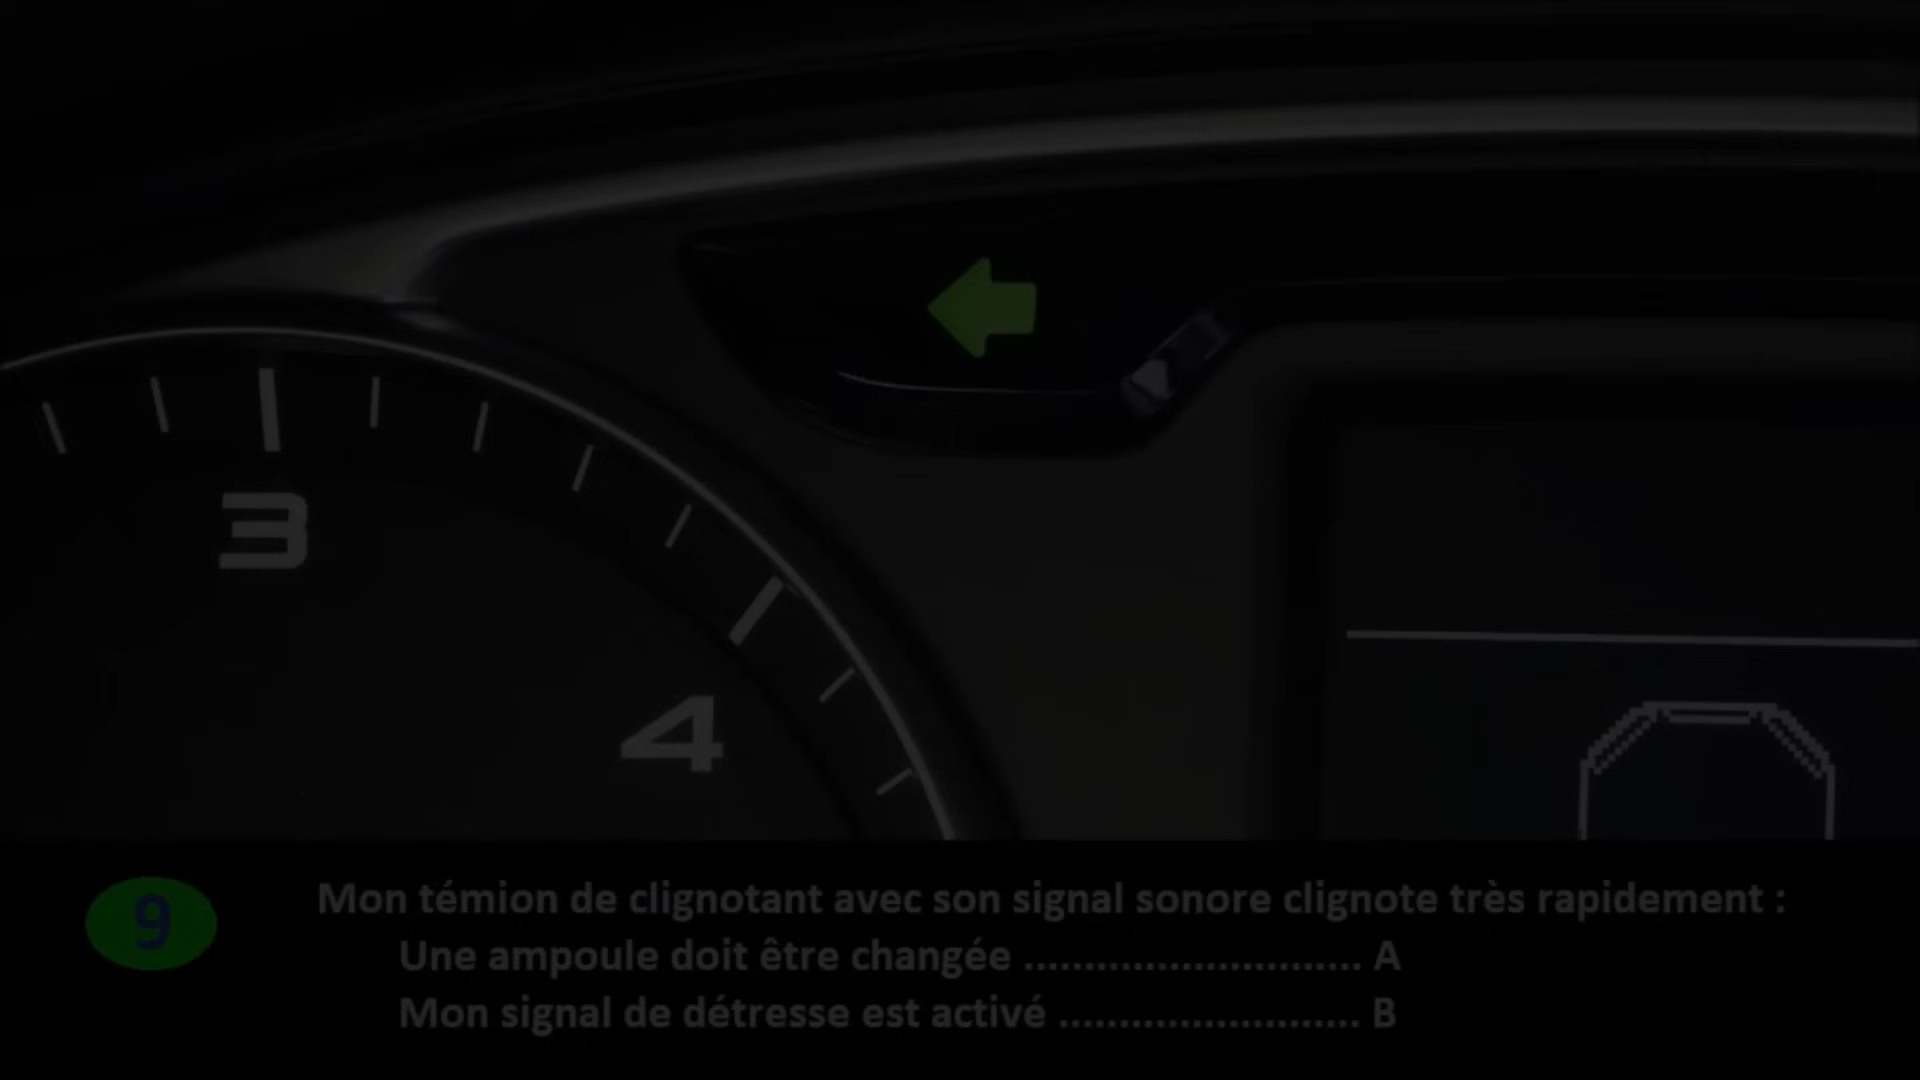 3
4
9
Mon témion de clignotant avec son signal sonore clignote très rapidement :
Une ampoule doit être changée ............................ A
Mon signal de détresse est activé ......................... B